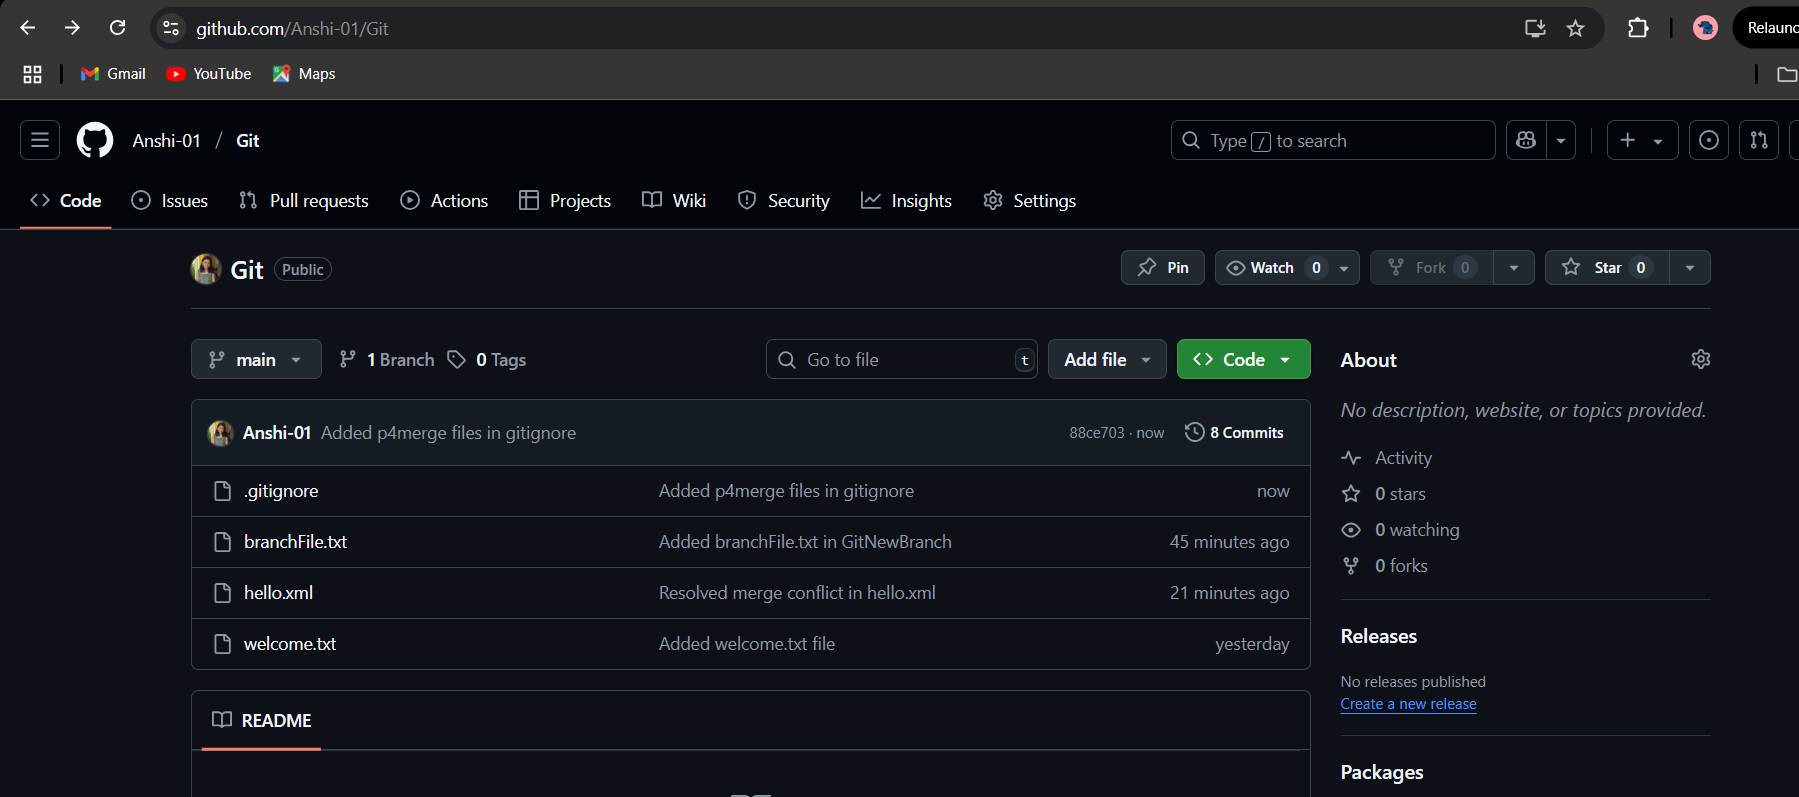 github.com/Anshi-01/Git
Relaunc
Gmail YouTube Maps
Anshi-01 / Git
Type / to search
Code Issues Pull requests Actions Projects Wiki Security Insights Settings
Git Public
Pin Watch 0 Fork 0 Star 0
main 1 Branch 0 Tags
Go to file t Add file Code
Anshi-01 Added p4merge files in gitignore 88ce703 · now 8 Commits
.gitignore Added p4merge files in gitignore now
branchFile.txt Added branchFile.txt in GitNewBranch 45 minutes ago
hello.xml Resolved merge conflict in hello.xml 21 minutes ago
welcome.txt Added welcome.txt file yesterday
README
About
No description, website, or topics provided.
Activity
0 stars
0 watching
0 forks
Releases
No releases published
Create a new release
Packages